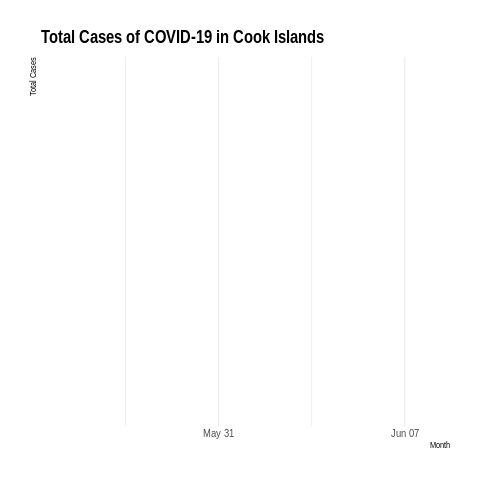 Total Cases of COVID-19 in Cook Islands
Total Cases
May 31
Jun 07
Month